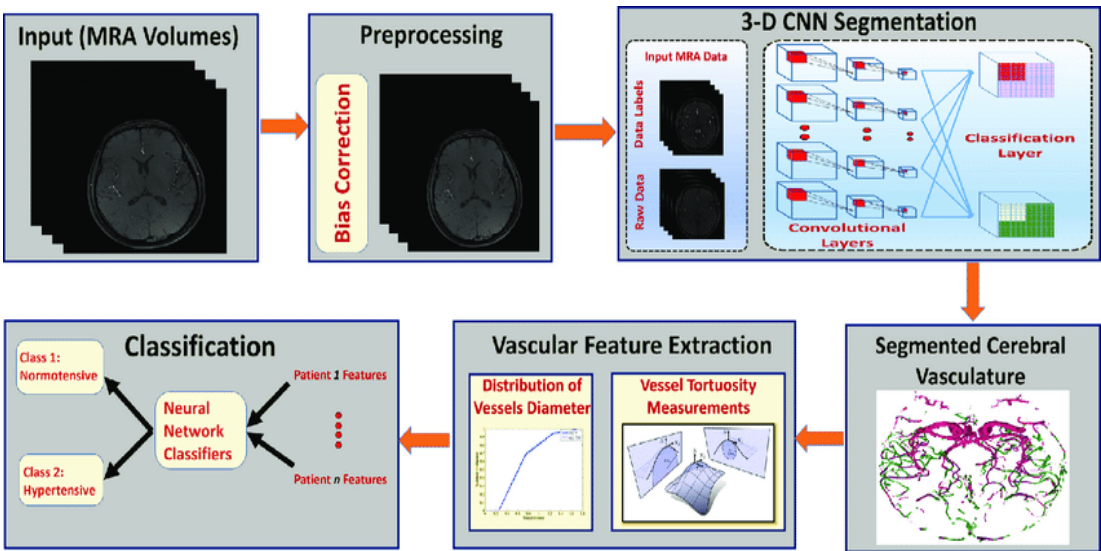 Input (MRA Volumes)
Preprocessing
Bias Correction
3-D CNN Segmentation
Input MRA Data
Data Labels
Raw Data
Convolutional
Layers
Classification
Layer
Segmented Cerebral
Vasculature
Vascular Feature Extraction
Distribution of
Vessels Diameter
Vessel Tortuosity
Measurements
Classification
Class 1:
Normotensive
Class 2:
Hypertensive
Neural
Network
Classifiers
Patient 1 Features
Patient n Features